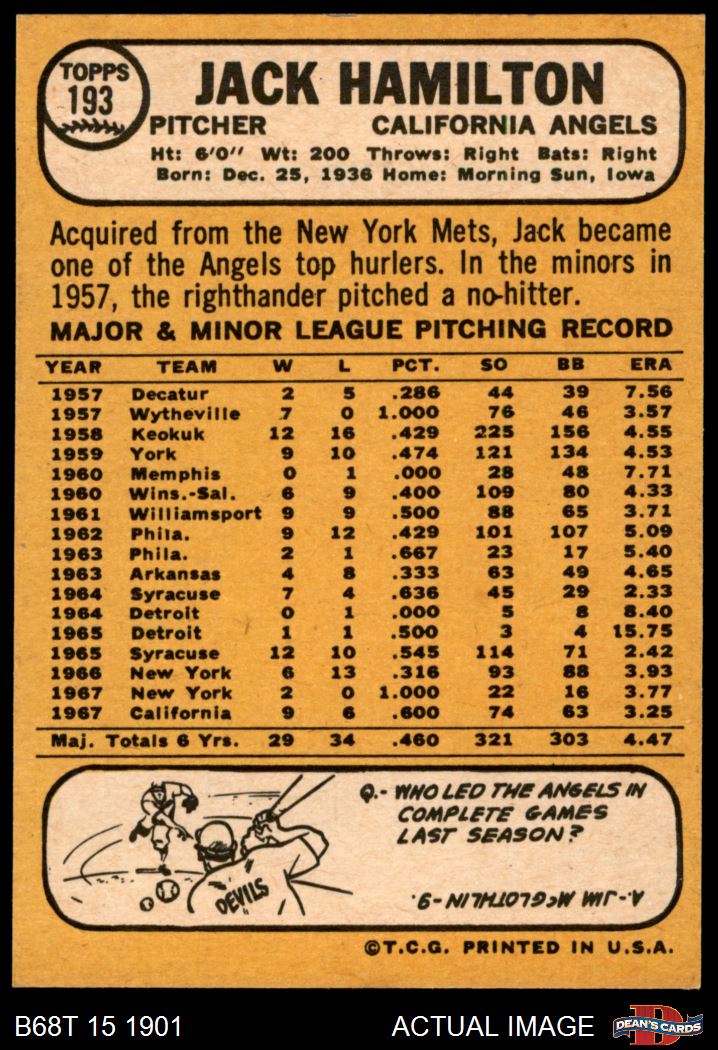 TOPPS
193
JACK HAMILTON
PITCHER CALIFORNIA ANGELS
Ht: 6'0" Wt: 200 Throws: Right Bats: Right
Born: Dec. 25, 1936 Home: Morning Sun, Iowa
Acquired from the New York Mets, Jack became
one of the Angels top hurlers. In the minors in
1957, the righthander pitched a no-hitter.
MAJOR & MINOR LEAGUE PITCHING RECORD
YEAR TEAM W L PCT. SO BB ERA
1957 Decatur 2 5 .286 44 39 7.56
1957 Wytheville 7 0 1.000 76 46 3.57
1958 Keokuk 12 16 .429 225 156 4.55
1959 York 9 10 .474 121 134 4.53
1960 Memphis 0 1 .000 28 48 7.71
1960 Wins.-Sal. 6 9 .400 109 80 4.33
1961 Williamsport 9 9 .500 88 65 3.71
1962 Phila. 9 12 .429 101 107 5.09
1963 Phila. 2 1 .667 23 17 5.40
1963 Arkansas 4 8 .333 63 49 4.65
1964 Syracuse 7 4 .636 45 29 2.33
1964 Detroit 0 1 .000 5 8 8.40
1965 Detroit 1 1 .500 3 4 15.75
1965 Syracuse 12 10 .545 114 71 2.42
1966 New York 6 13 .316 93 88 3.93
1967 New York 2 0 1.000 22 16 3.77
1967 California 9 6 .600 74 63 3.25
Maj. Totals 6 Yrs. 29 34 .460 321 303 4.47
DEVILS
Q.- WHO LED THE ANGELS IN
COMPLETE GAMES
LAST SEASON?
A.- JIM McGLOTHLIN - 9.
©T.C.G. PRINTED IN U.S.A.
B68T 15 1901 ACTUAL IMAGE
D
DEAN'S CARDS